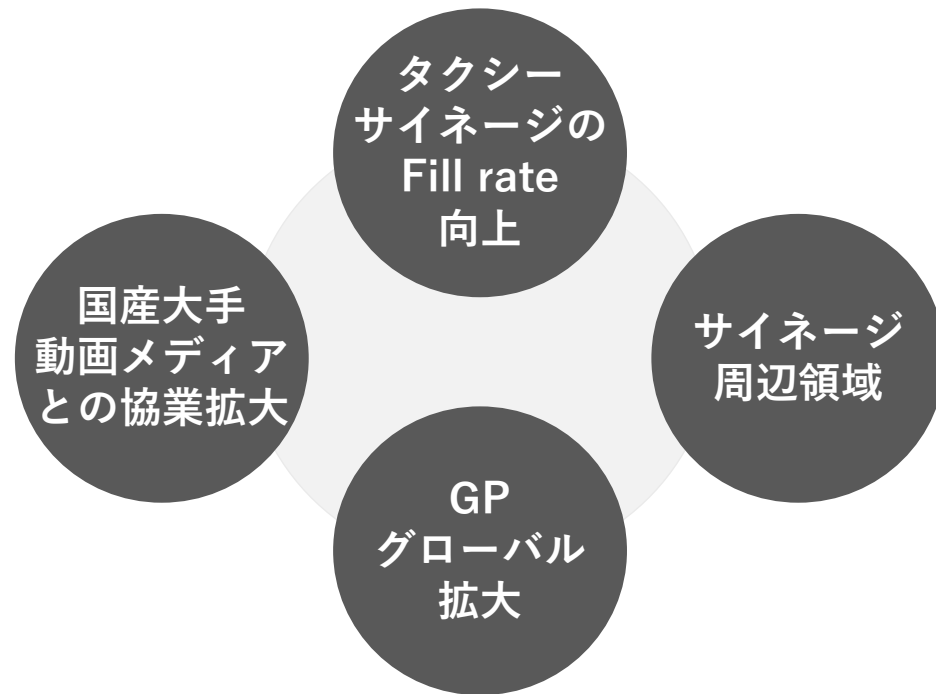 タクシー
サイネージの
Fill rate
向上
国産大手
動画メディア
との協業拡大
サイネージ
周辺領域
GP
グローバル
拡大